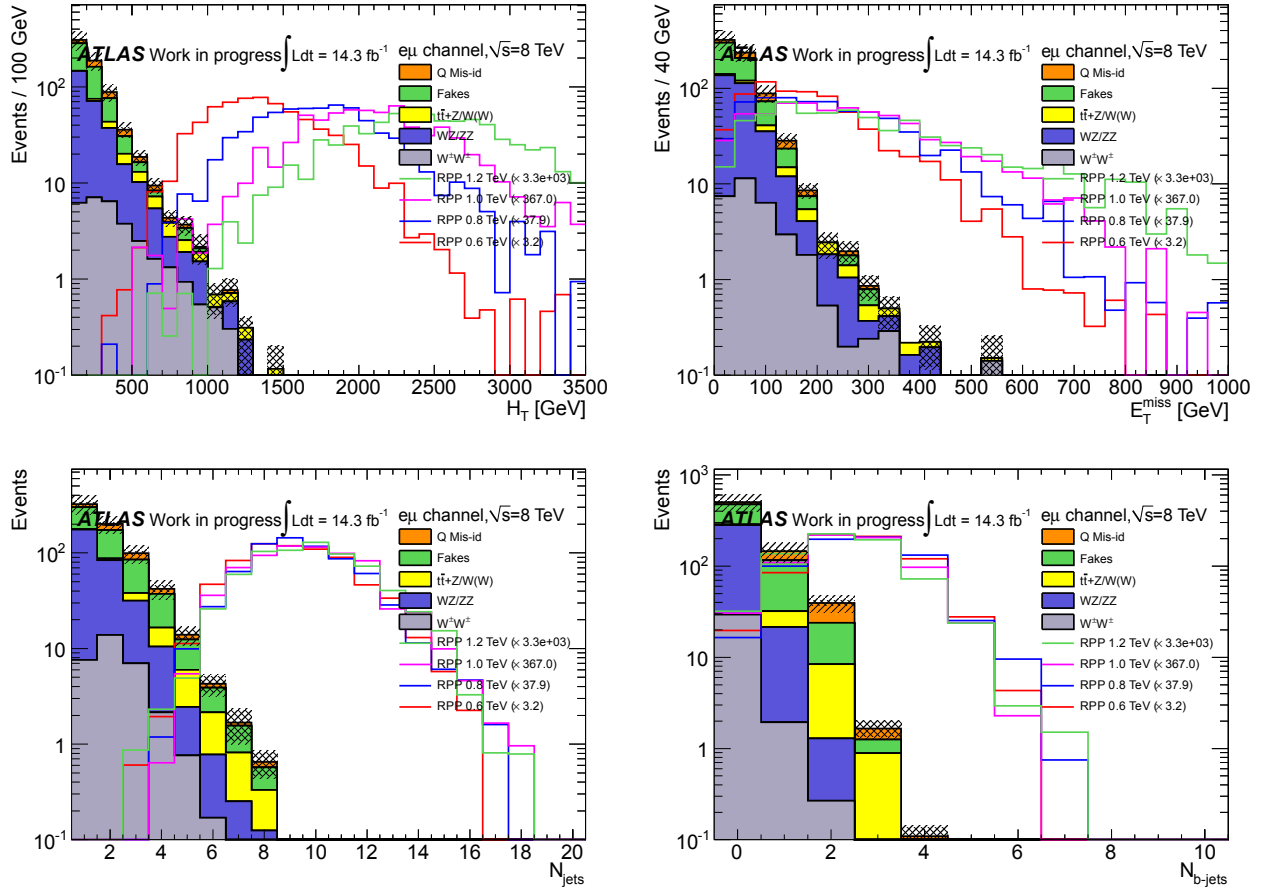 Events / 100 GeV
ATLAS Work in progress ∫ Ldt = 14.3 fb⁻¹ eμ channel,√s=8 TeV
Q Mis-id
Fakes
tt̄+Z/W(W)
WZ/ZZ
W±W±
RPP 1.2 TeV (× 3.3e+03)
RPP 1.0 TeV (× 367.0)
RPP 0.8 TeV (× 37.9)
RPP 0.6 TeV (× 3.2)
10²
10
1
10⁻¹
500 1000 1500 2000 2500 3000 3500
H_T [GeV]
Events / 40 GeV
ATLAS Work in progress ∫ Ldt = 14.3 fb⁻¹ eμ channel,√s=8 TeV
Q Mis-id
Fakes
tt̄+Z/W(W)
WZ/ZZ
W±W±
RPP 1.2 TeV (× 3.3e+03)
RPP 1.0 TeV (× 367.0)
RPP 0.8 TeV (× 37.9)
RPP 0.6 TeV (× 3.2)
10²
10
1
10⁻¹
0 100 200 300 400 500 600 700 800 900 1000
E_T^miss [GeV]
Events
ATLAS Work in progress ∫ Ldt = 14.3 fb⁻¹ eμ channel,√s=8 TeV
Q Mis-id
Fakes
tt̄+Z/W(W)
WZ/ZZ
W±W±
RPP 1.2 TeV (× 3.3e+03)
RPP 1.0 TeV (× 367.0)
RPP 0.8 TeV (× 37.9)
RPP 0.6 TeV (× 3.2)
10²
10
1
10⁻¹
2 4 6 8 10 12 14 16 18 20
N_jets
Events
10³
ATLAS Work in progress ∫ Ldt = 14.3 fb⁻¹ eμ channel,√s=8 TeV
Q Mis-id
Fakes
tt̄+Z/W(W)
WZ/ZZ
W±W±
RPP 1.2 TeV (× 3.3e+03)
RPP 1.0 TeV (× 367.0)
RPP 0.8 TeV (× 37.9)
RPP 0.6 TeV (× 3.2)
10²
10
1
10⁻¹
0 2 4 6 8 10
N_b-jets